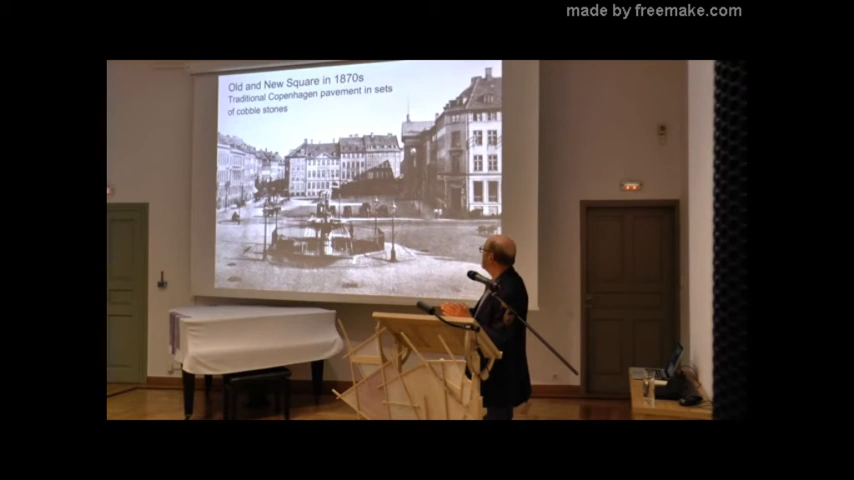 made by freemake.com
Old and New Square in 1870s
Traditional Copenhagen pavement in sets
of cobble stones